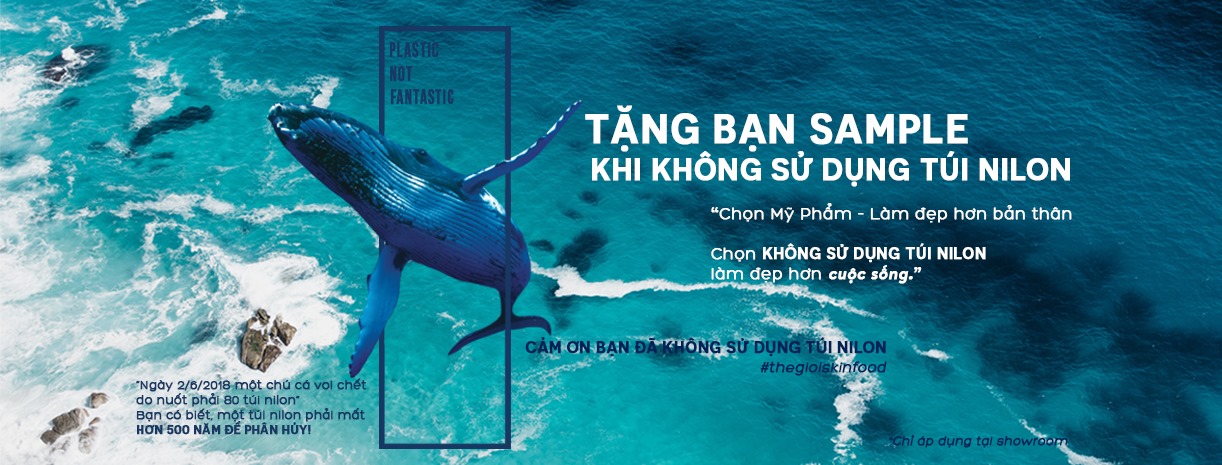 PLASTIC
NOT
FANTASTIC
TẶNG BẠN SAMPLE
KHI KHÔNG SỬ DỤNG TÚI NILON
“Chọn Mỹ Phẩm - Làm đẹp hơn bản thân
Chọn KHÔNG SỬ DỤNG TÚI NILON
làm đẹp hơn cuộc sống.”
CẢM ƠN BẠN ĐÃ KHÔNG SỬ DỤNG TÚI NILON
#thegioiskinfood
"Ngày 2/6/2018 một chú cá voi chết
do nuốt phải 80 túi nilon"
Bạn có biết, một túi nilon phải mất
HƠN 500 NĂM ĐỂ PHÂN HỦY!
*Chỉ áp dụng tại showroom